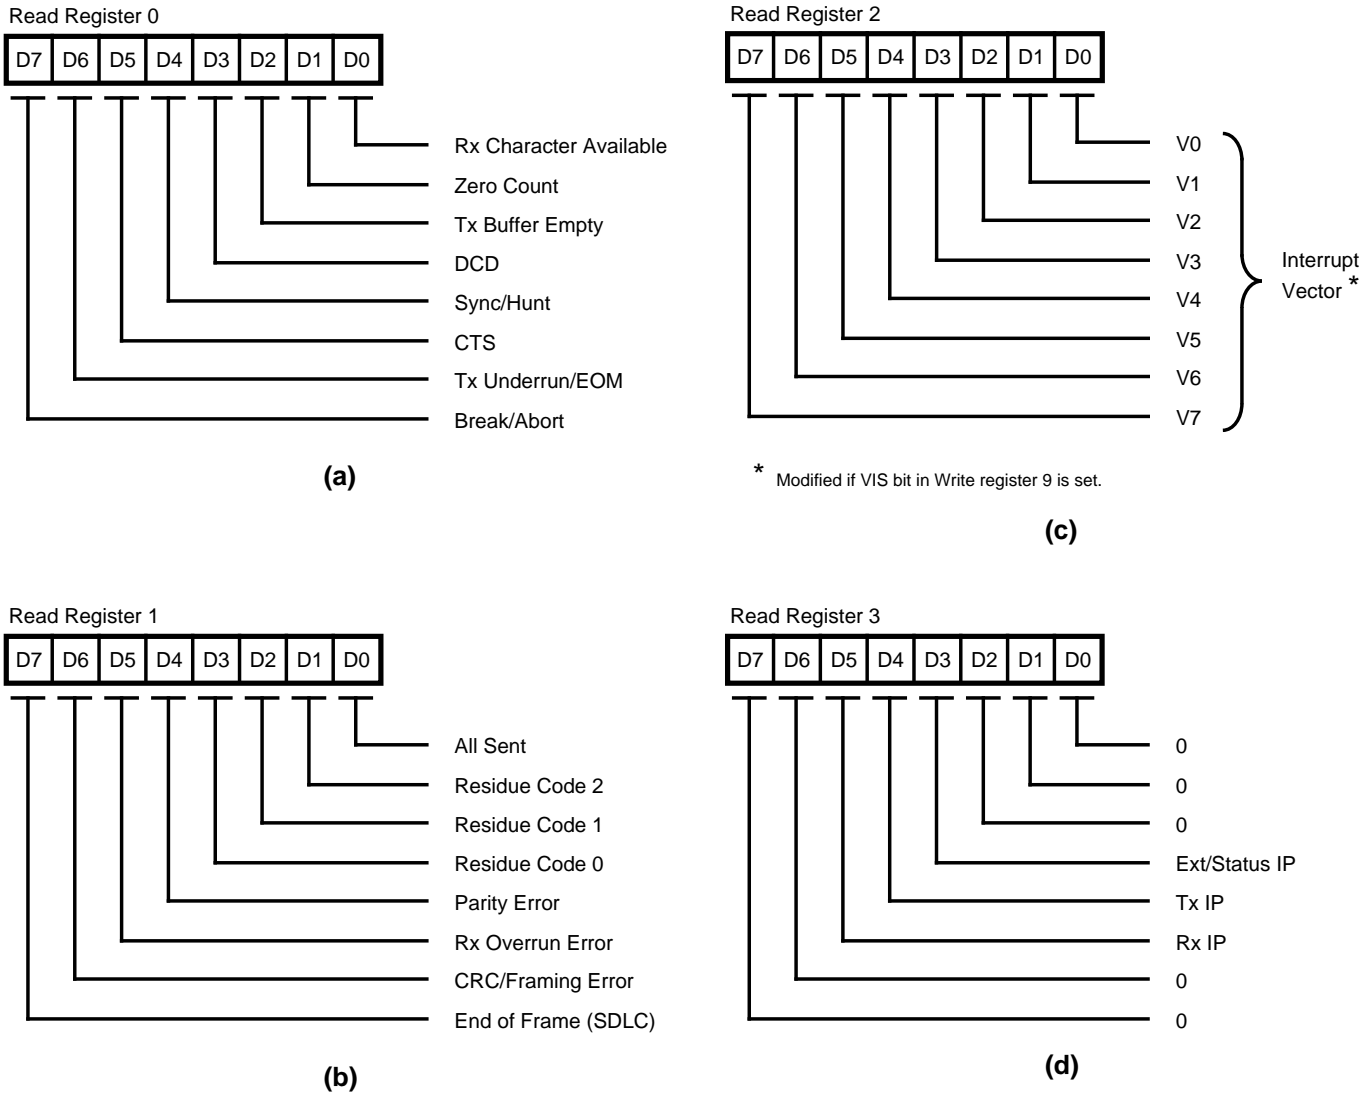 Read Register 0
D7 D6 D5 D4 D3 D2 D1 D0
Rx Character Available
Zero Count
Tx Buffer Empty
DCD
Sync/Hunt
CTS
Tx Underrun/EOM
Break/Abort
(a)
Read Register 2
D7 D6 D5 D4 D3 D2 D1 D0
V0
V1
V2
V3
V4
V5
V6
V7
Interrupt
Vector *
* Modified if VIS bit in Write register 9 is set.
(c)
Read Register 1
D7 D6 D5 D4 D3 D2 D1 D0
All Sent
Residue Code 2
Residue Code 1
Residue Code 0
Parity Error
Rx Overrun Error
CRC/Framing Error
End of Frame (SDLC)
(b)
Read Register 3
D7 D6 D5 D4 D3 D2 D1 D0
0
0
0
Ext/Status IP
Tx IP
Rx IP
0
0
(d)